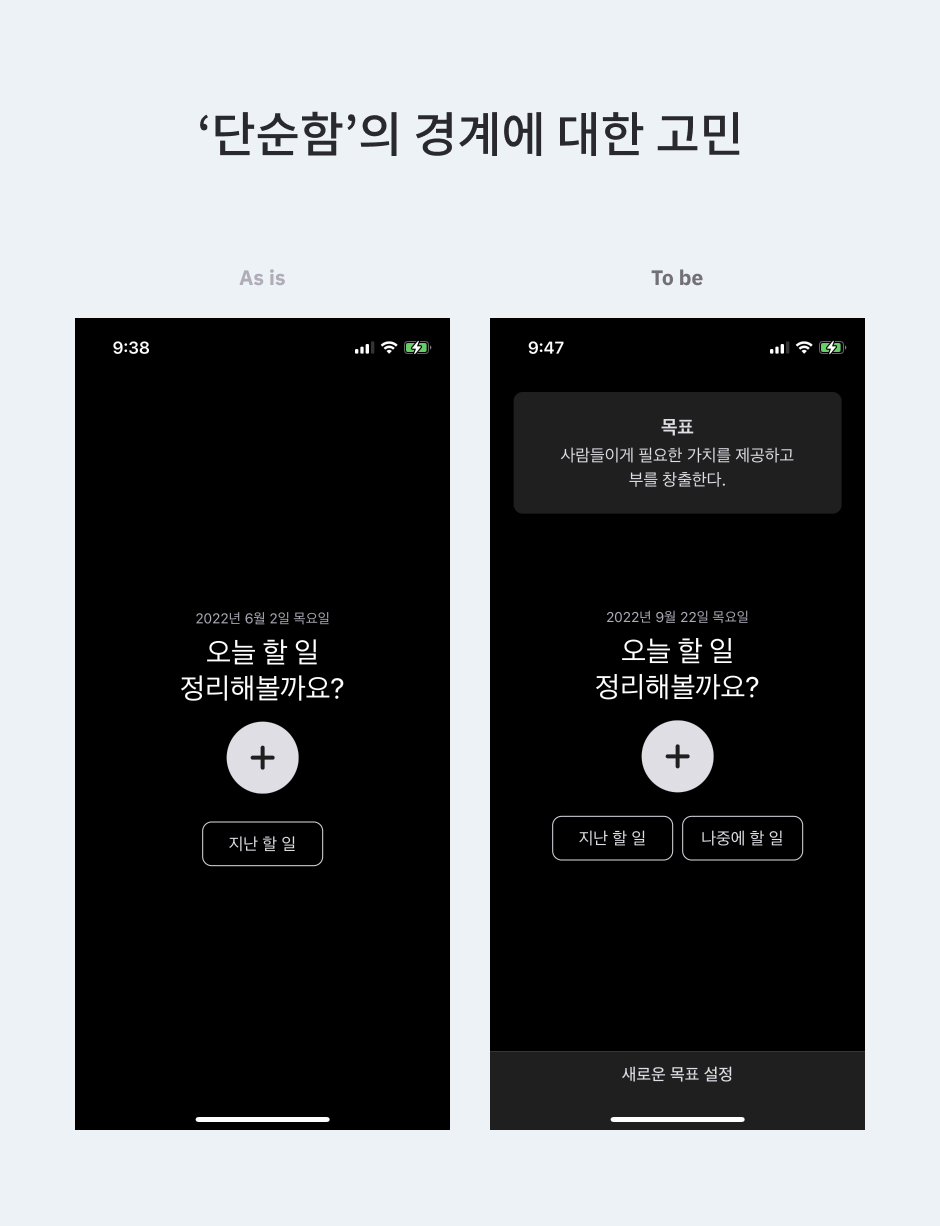 ‘단순함’의 경계에 대한 고민
As is
To be
9:38
2022년 6월 2일 목요일
오늘 할 일
정리해볼까요?
지난 할 일
9:47
목표
사람들이게 필요한 가치를 제공하고
부를 창출한다.
2022년 9월 22일 목요일
오늘 할 일
정리해볼까요?
지난 할 일
나중에 할 일
새로운 목표 설정